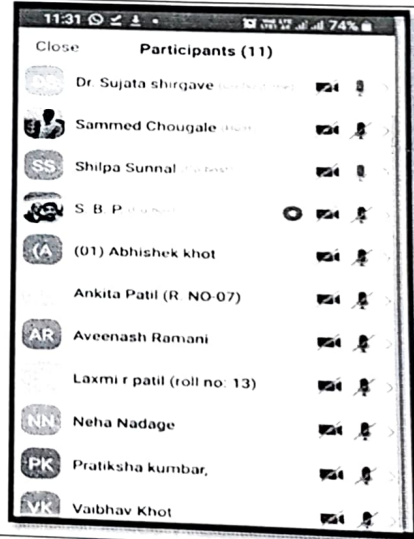 11:31 74%
Close Participants (11)
Dr. Sujata shirgave
Sammed Chougale
SS Shilpa Sunnal
S. B. P
(A (01) Abhishek khot
Ankita Patil (R. NO-07)
AR Aveenash Ramani
Laxmi r patil (roll no: 13)
NN Neha Nadage
PK Pratiksha kumbar,
VK Vaibhav Khot